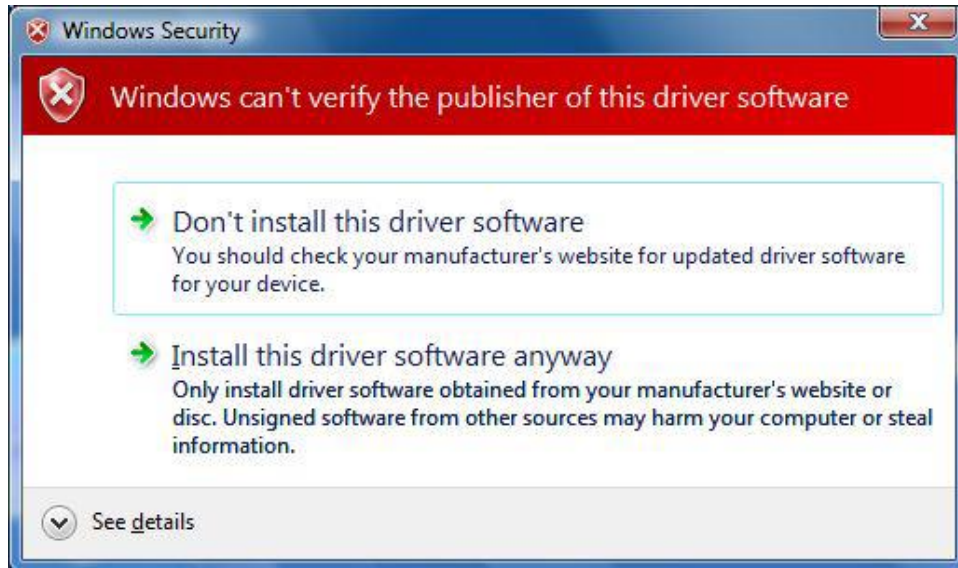 Windows Security
Windows can't verify the publisher of this driver software
Don't install this driver software
You should check your manufacturer's website for updated driver software
for your device.
Install this driver software anyway
Only install driver software obtained from your manufacturer's website or
disc. Unsigned software from other sources may harm your computer or steal
information.
See details